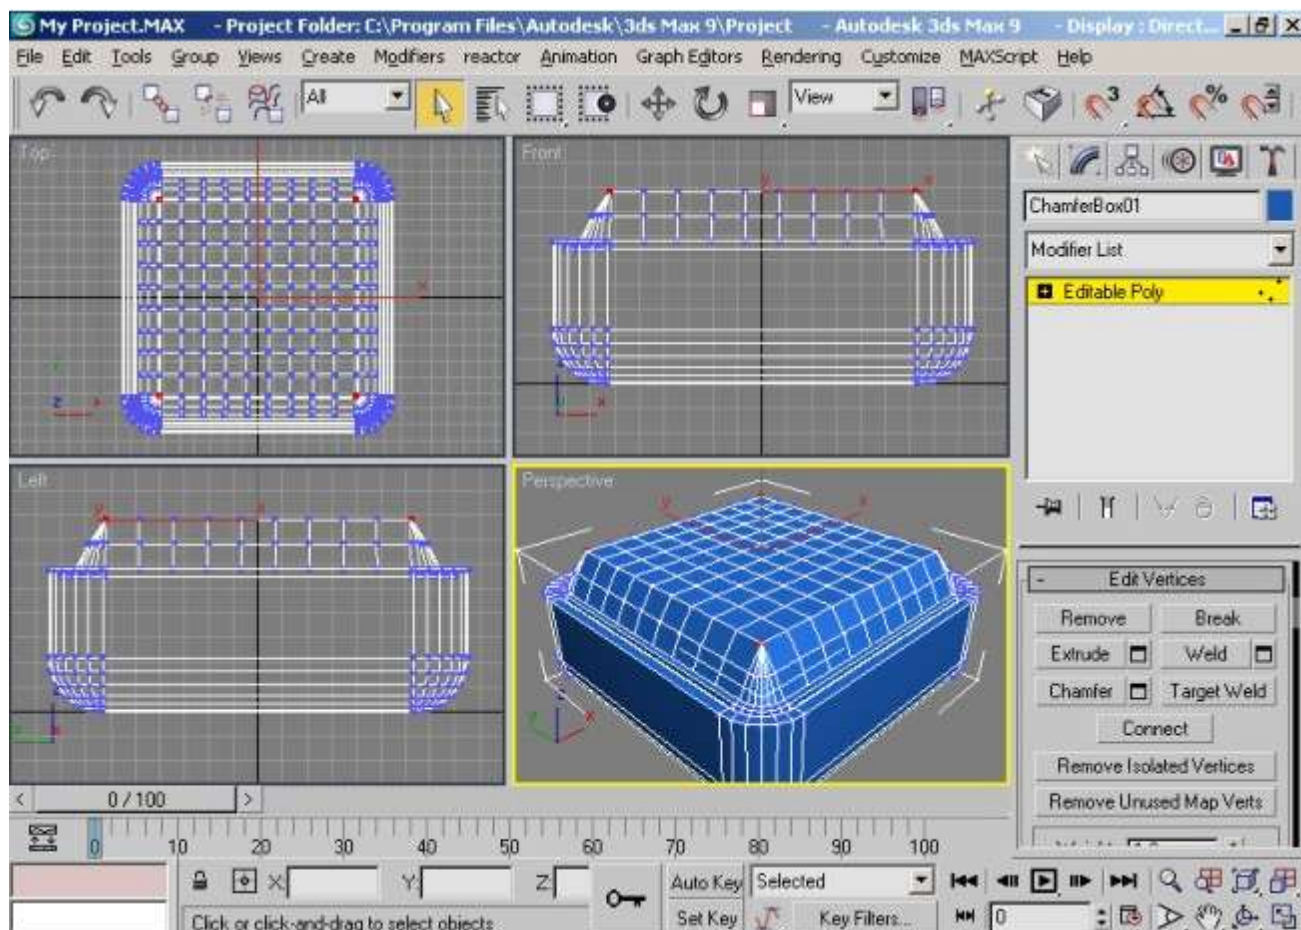 My Project.MAX - Project Folder: C:\Program Files\Autodesk\3ds Max 9\Project - Autodesk 3ds Max 9 - Display : Direct...
File Edit Tools Group Views Create Modifiers reactor Animation Graph Editors Rendering Customize MAXScript Help
All View 3 %
Top
Front
ChamferBox01
Modifier List
Editable Poly
Left
Perspective
- Edit Vertices
Remove Break
Extrude Weld
Chamfer Target Weld
Connect
Remove Isolated Vertices
Remove Unused Map Verts
< 0 / 100 >
0 10 20 30 40 50 60 70 80 90 100
X: Y: Z: Auto Key Selected
Click or click-and-drag to select objects Set Key Key Filters... 0